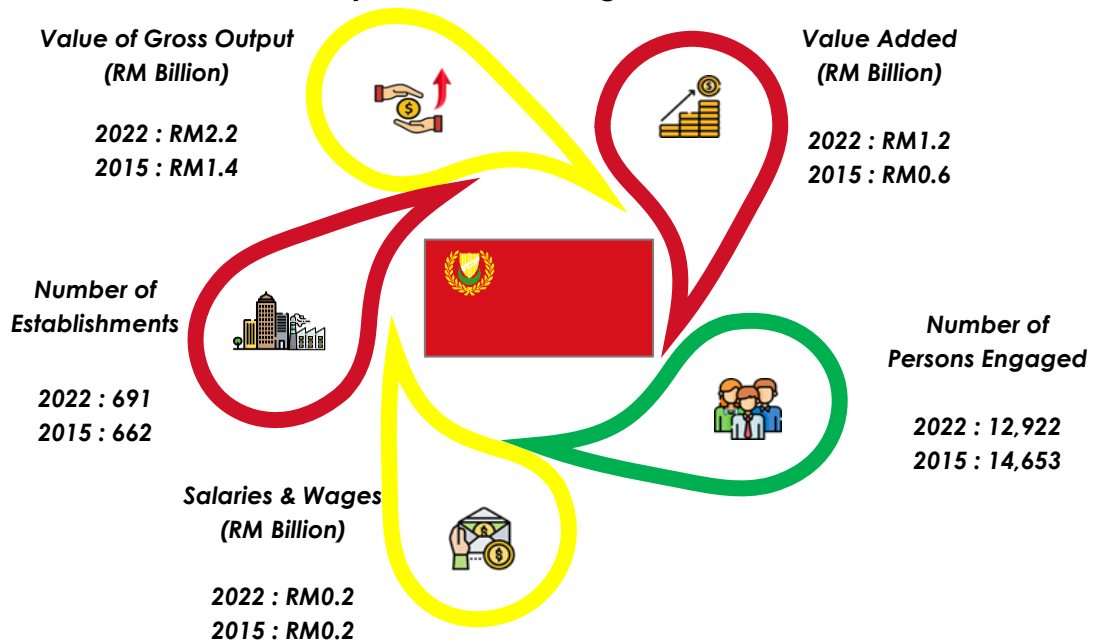 Value of Gross Output
(RM Billion)
2022 : RM2.2
2015 : RM1.4
Value Added
(RM Billion)
2022 : RM1.2
2015 : RM0.6
Number of
Establishments
2022 : 691
2015 : 662
Number of
Persons Engaged
2022 : 12,922
2015 : 14,653
Salaries & Wages
(RM Billion)
2022 : RM0.2
2015 : RM0.2